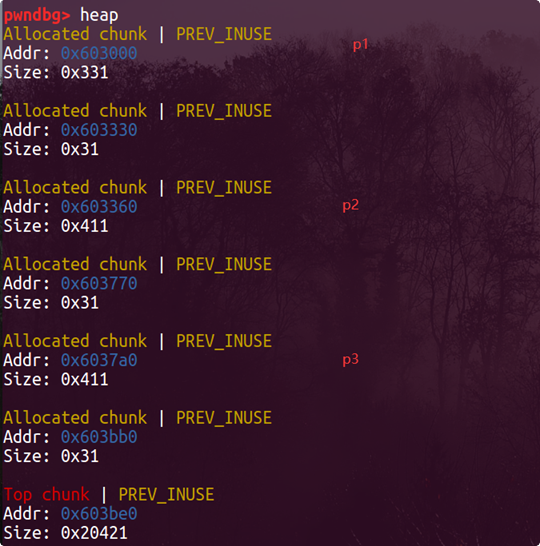 pwndbg> heap
Allocated chunk | PREV_INUSE
Addr: 0x603000 p1
Size: 0x331
Allocated chunk | PREV_INUSE
Addr: 0x603330
Size: 0x31
Allocated chunk | PREV_INUSE
Addr: 0x603360 p2
Size: 0x411
Allocated chunk | PREV_INUSE
Addr: 0x603770
Size: 0x31
Allocated chunk | PREV_INUSE
Addr: 0x6037a0 p3
Size: 0x411
Allocated chunk | PREV_INUSE
Addr: 0x603bb0
Size: 0x31
Top chunk | PREV_INUSE
Addr: 0x603be0
Size: 0x20421